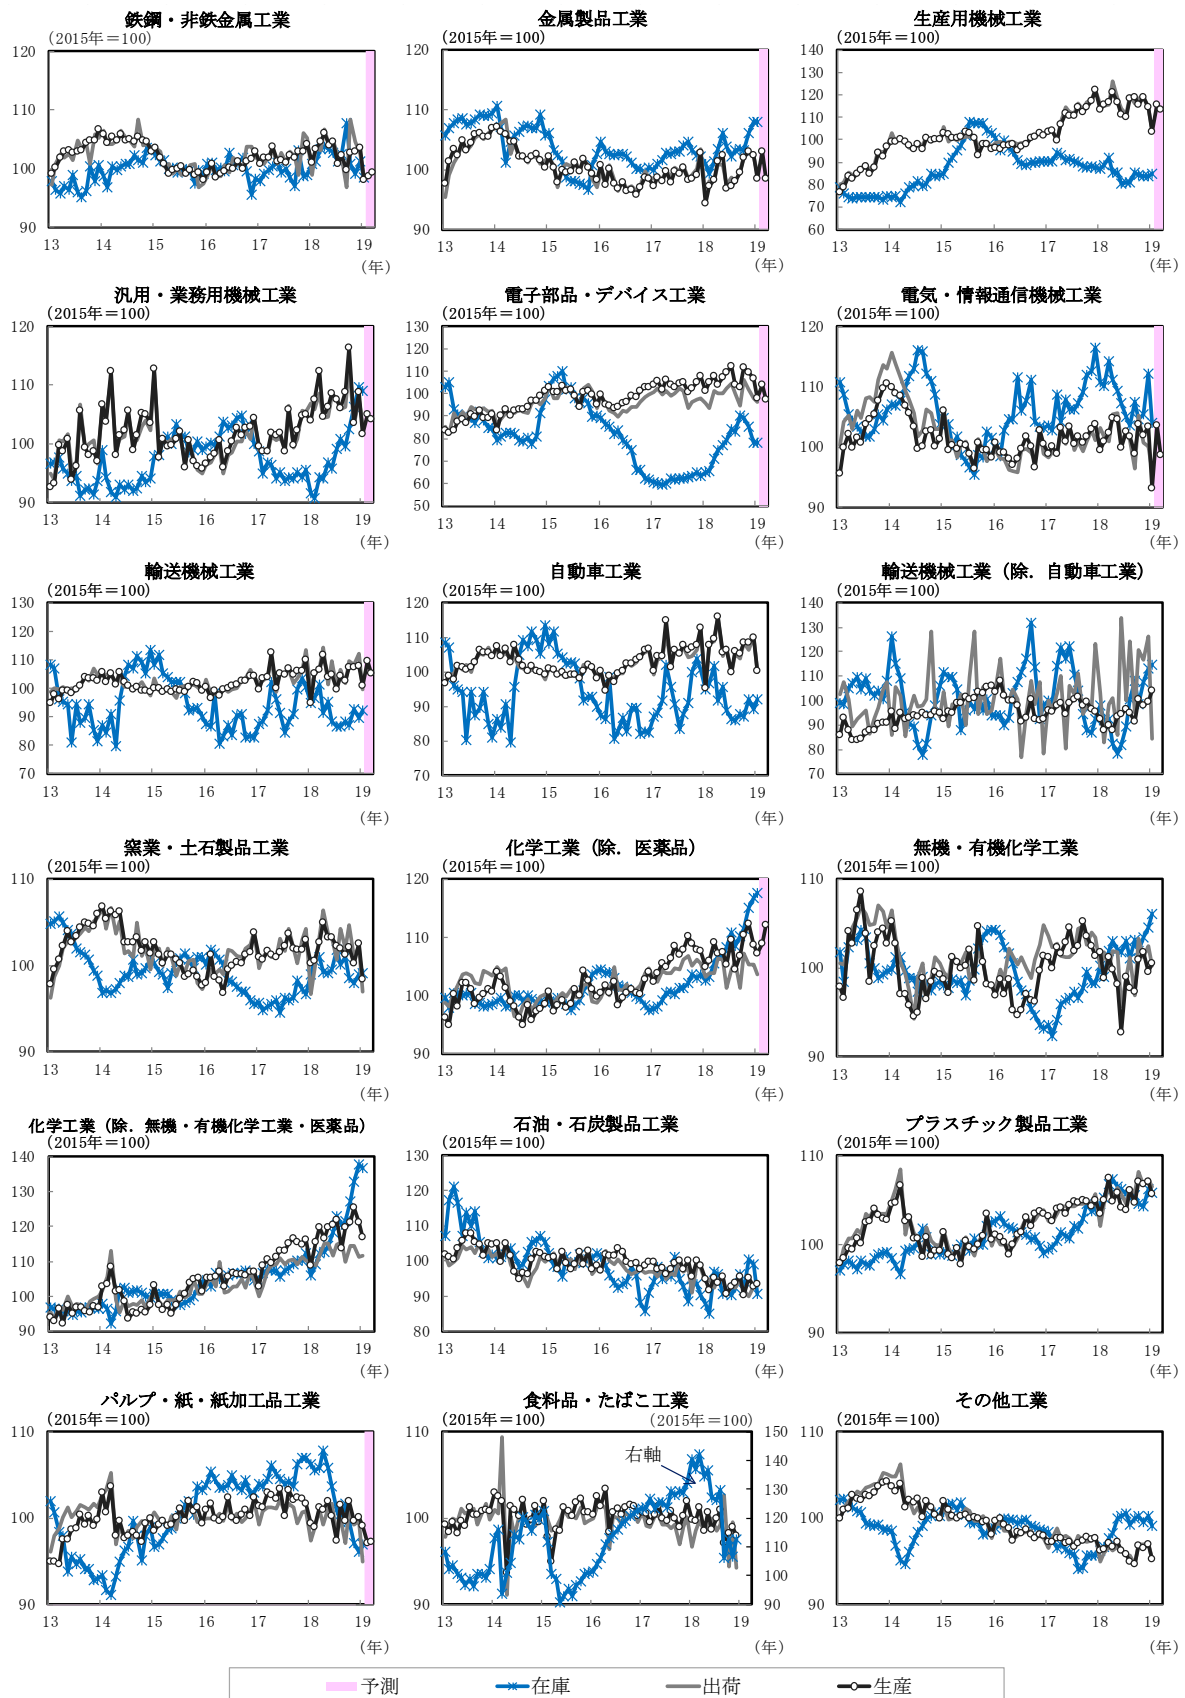 鉄鋼・非鉄金属工業
(2015年＝100)
120
110
100
90
13 14 15 16 17 18 19
(年)
金属製品工業
(2015年＝100)
120
110
100
90
13 14 15 16 17 18 19
(年)
生産用機械工業
(2015年＝100)
140
130
120
110
100
90
80
70
60
13 14 15 16 17 18 19
(年)
汎用・業務用機械工業
(2015年＝100)
120
110
100
90
13 14 15 16 17 18 19
(年)
電子部品・デバイス工業
(2015年＝100)
130
120
110
100
90
80
70
60
50
13 14 15 16 17 18 19
(年)
電気・情報通信機械工業
(2015年＝100)
120
110
100
90
13 14 15 16 17 18 19
(年)
輸送機械工業
(2015年＝100)
130
120
110
100
90
80
70
13 14 15 16 17 18 19
(年)
自動車工業
(2015年＝100)
120
110
100
90
80
70
13 14 15 16 17 18 19
(年)
輸送機械工業（除．自動車工業）
(2015年＝100)
140
130
120
110
100
90
80
70
13 14 15 16 17 18 19
(年)
窯業・土石製品工業
(2015年＝100)
110
100
90
13 14 15 16 17 18 19
(年)
化学工業（除．医薬品）
(2015年＝100)
120
110
100
90
13 14 15 16 17 18 19
(年)
無機・有機化学工業
(2015年＝100)
110
100
90
13 14 15 16 17 18 19
(年)
化学工業（除．無機・有機化学工業・医薬品）
(2015年＝100)
140
130
120
110
100
90
13 14 15 16 17 18 19
(年)
石油・石炭製品工業
(2015年＝100)
130
120
110
100
90
80
13 14 15 16 17 18 19
(年)
プラスチック製品工業
(2015年＝100)
110
100
90
13 14 15 16 17 18 19
(年)
パルプ・紙・紙加工品工業
(2015年＝100)
110
100
90
13 14 15 16 17 18 19
(年)
食料品・たばこ工業
(2015年＝100)
(2015年＝100)
110
100
90
右軸
150
140
130
120
110
100
90
13 14 15 16 17 18 19
(年)
その他工業
(2015年＝100)
110
100
90
13 14 15 16 17 18 19
(年)
予測 在庫 出荷 生産